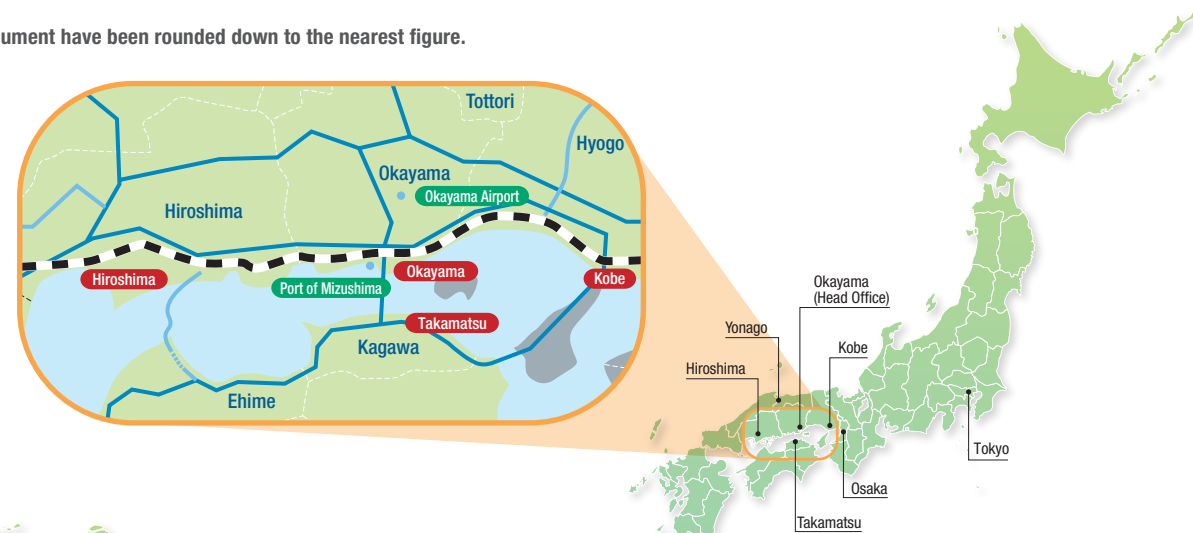 ument have been rounded down to the nearest figure.
Tottori
Hyogo
Okayama
Okayama Airport
Hiroshima
Hiroshima
Okayama
Port of Mizushima
Kobe
Takamatsu
Kagawa
Ehime
Okayama
(Head Office)
Yonago
Kobe
Hiroshima
Tokyo
Osaka
Takamatsu